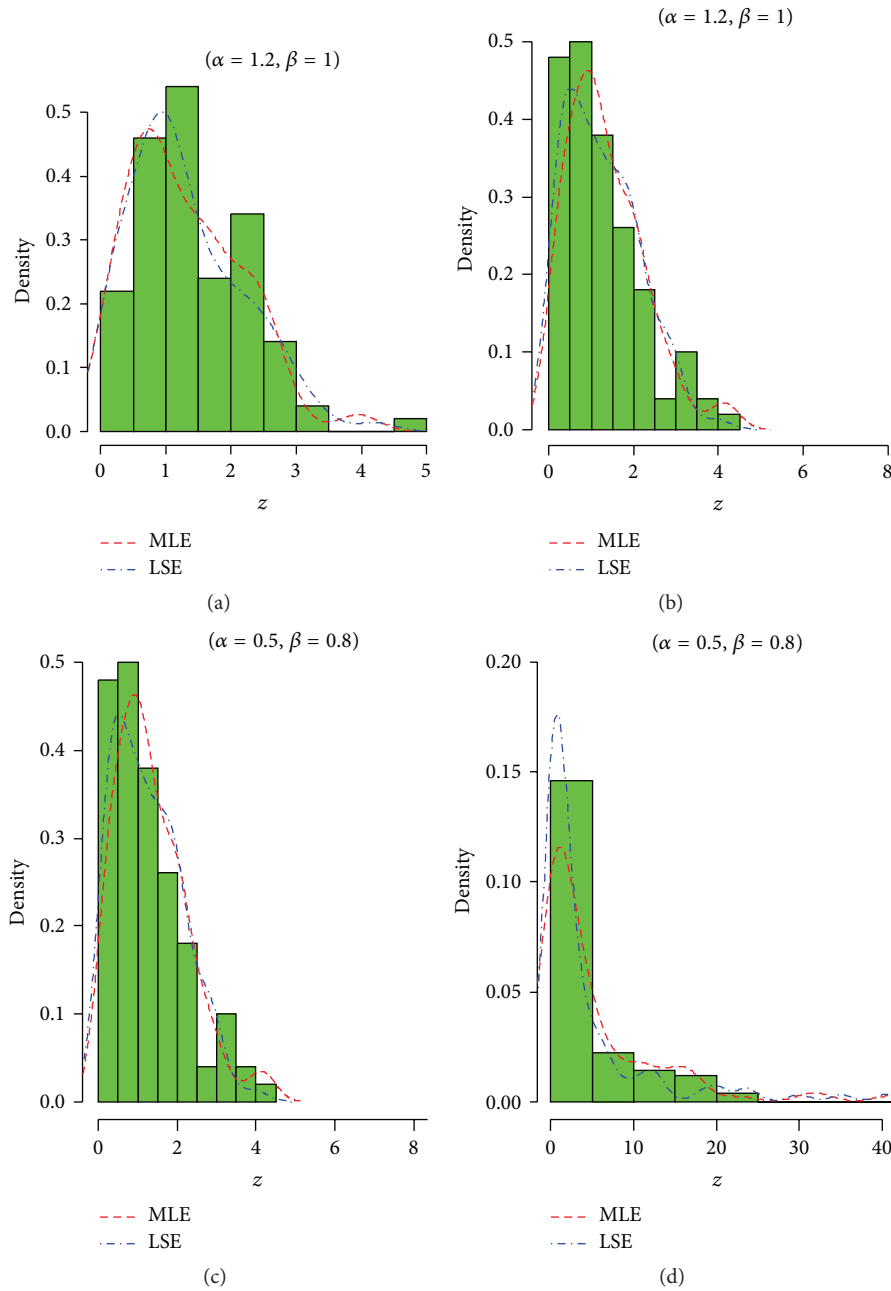 (α = 1.2, β = 1)
0.5
0.4
0.3
0.2
0.1
0.0
Density
0 1 2 3 4 5
z
MLE
LSE
(a)
(α = 1.2, β = 1)
0.5
0.4
0.3
0.2
0.1
0.0
Density
0 2 4 6 8
z
MLE
LSE
(b)
(α = 0.5, β = 0.8)
0.5
0.4
0.3
0.2
0.1
0.0
Density
0 2 4 6 8
z
MLE
LSE
(c)
(α = 0.5, β = 0.8)
0.20
0.15
0.10
0.05
0.00
Density
0 10 20 30 40
z
MLE
LSE
(d)